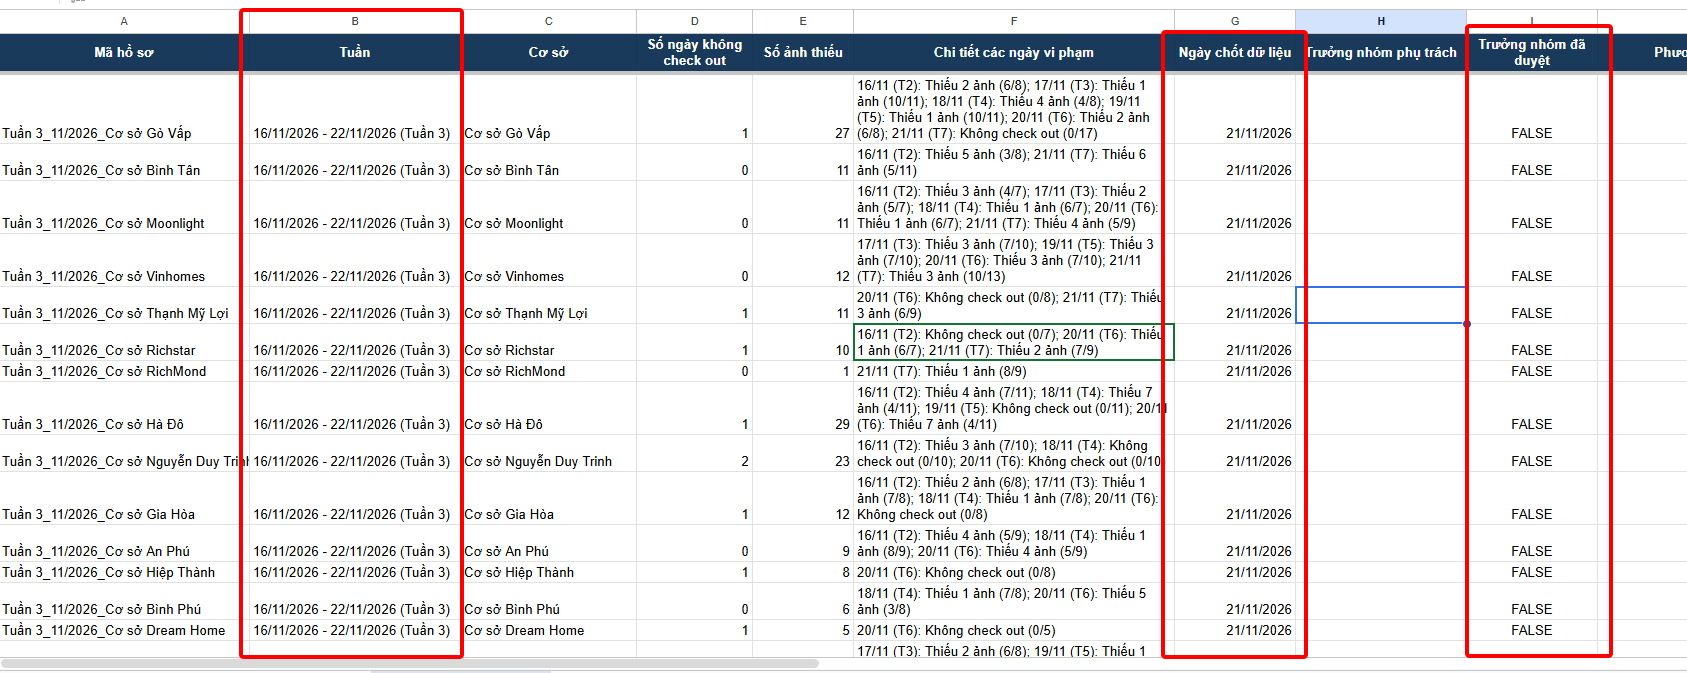 A B C D E F G H I
Mã hồ sơ Tuần Cơ sở Số ngày không check out Số ảnh thiếu Chi tiết các ngày vi phạm Ngày chốt dữ liệu Trưởng nhóm phụ trách Trưởng nhóm đã duyệt Phươ
16/11 (T2): Thiếu 2 ảnh (6/8); 17/11 (T3): Thiếu 1
ảnh (10/11); 18/11 (T4): Thiếu 4 ảnh (4/8); 19/11
(T5): Thiếu 1 ảnh (10/11); 20/11 (T6): Thiếu 2 ảnh
Tuần 3_11/2026_Cơ sở Gò Vấp 16/11/2026 - 22/11/2026 (Tuần 3) Cơ sở Gò Vấp 1 27 (6/8); 21/11 (T7): Không check out (0/17) 21/11/2026 FALSE
16/11 (T2): Thiếu 5 ảnh (3/8); 21/11 (T7): Thiếu 6
Tuần 3_11/2026_Cơ sở Bình Tân 16/11/2026 - 22/11/2026 (Tuần 3) Cơ sở Bình Tân 0 11 ảnh (5/11) 21/11/2026 FALSE
16/11 (T2): Thiếu 3 ảnh (4/7); 17/11 (T3): Thiếu 2
ảnh (5/7); 18/11 (T4): Thiếu 1 ảnh (6/7); 20/11 (T6):
Tuần 3_11/2026_Cơ sở Moonlight 16/11/2026 - 22/11/2026 (Tuần 3) Cơ sở Moonlight 0 11 Thiếu 1 ảnh (6/7); 21/11 (T7): Thiếu 4 ảnh (5/9) 21/11/2026 FALSE
17/11 (T3): Thiếu 3 ảnh (7/10); 19/11 (T5): Thiếu 3
ảnh (7/10); 20/11 (T6): Thiếu 3 ảnh (7/10); 21/11
Tuần 3_11/2026_Cơ sở Vinhomes 16/11/2026 - 22/11/2026 (Tuần 3) Cơ sở Vinhomes 0 12 (T7): Thiếu 3 ảnh (10/13) 21/11/2026 FALSE
20/11 (T6): Không check out (0/8); 21/11 (T7): Thiếu
Tuần 3_11/2026_Cơ sở Thạnh Mỹ Lợi 16/11/2026 - 22/11/2026 (Tuần 3) Cơ sở Thạnh Mỹ Lợi 1 11 3 ảnh (6/9) 21/11/2026 FALSE
16/11 (T2): Không check out (0/7); 20/11 (T6): Thiếu
Tuần 3_11/2026_Cơ sở Richstar 16/11/2026 - 22/11/2026 (Tuần 3) Cơ sở Richstar 1 10 1 ảnh (6/7); 21/11 (T7): Thiếu 2 ảnh (7/9) 21/11/2026 FALSE
Tuần 3_11/2026_Cơ sở RichMond 16/11/2026 - 22/11/2026 (Tuần 3) Cơ sở RichMond 0 1 21/11 (T7): Thiếu 1 ảnh (8/9) 21/11/2026 FALSE
16/11 (T2): Thiếu 4 ảnh (7/11); 18/11 (T4): Thiếu 7
ảnh (4/11); 19/11 (T5): Không check out (0/11); 20/11
Tuần 3_11/2026_Cơ sở Hà Đô 16/11/2026 - 22/11/2026 (Tuần 3) Cơ sở Hà Đô 1 29 (T6): Thiếu 7 ảnh (4/11) 21/11/2026 FALSE
16/11 (T2): Thiếu 3 ảnh (7/10); 18/11 (T4): Không
Tuần 3_11/2026_Cơ sở Nguyễn Duy Trinh 16/11/2026 - 22/11/2026 (Tuần 3) Cơ sở Nguyễn Duy Trinh 2 23 check out (0/10); 20/11 (T6): Không check out (0/10) 21/11/2026 FALSE
16/11 (T2): Thiếu 2 ảnh (6/8); 17/11 (T3): Thiếu 1
ảnh (7/8); 18/11 (T4): Thiếu 1 ảnh (7/8); 20/11 (T6):
Tuần 3_11/2026_Cơ sở Gia Hòa 16/11/2026 - 22/11/2026 (Tuần 3) Cơ sở Gia Hòa 1 12 Không check out (0/8) 21/11/2026 FALSE
16/11 (T2): Thiếu 4 ảnh (5/9); 18/11 (T4): Thiếu 1
Tuần 3_11/2026_Cơ sở An Phú 16/11/2026 - 22/11/2026 (Tuần 3) Cơ sở An Phú 0 9 ảnh (8/9); 20/11 (T6): Thiếu 4 ảnh (5/9) 21/11/2026 FALSE
Tuần 3_11/2026_Cơ sở Hiệp Thành 16/11/2026 - 22/11/2026 (Tuần 3) Cơ sở Hiệp Thành 1 8 20/11 (T6): Không check out (0/8) 21/11/2026 FALSE
18/11 (T4): Thiếu 1 ảnh (7/8); 20/11 (T6): Thiếu 5
Tuần 3_11/2026_Cơ sở Bình Phú 16/11/2026 - 22/11/2026 (Tuần 3) Cơ sở Bình Phú 0 6 ảnh (3/8) 21/11/2026 FALSE
Tuần 3_11/2026_Cơ sở Dream Home 16/11/2026 - 22/11/2026 (Tuần 3) Cơ sở Dream Home 1 5 20/11 (T6): Không check out (0/5) 21/11/2026 FALSE
17/11 (T3): Thiếu 2 ảnh (6/8); 19/11 (T5): Thiếu 1